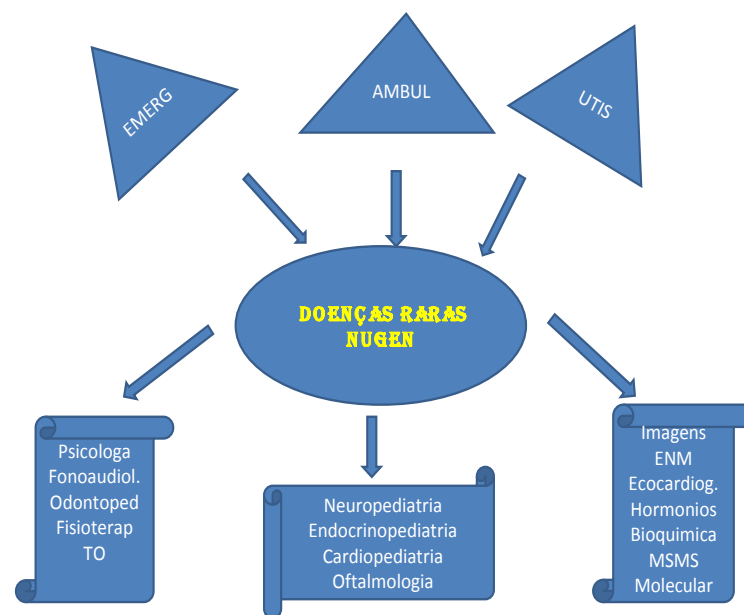 EMERG
AMBUL
UTIS
DOENÇAS RARAS
NUGEN
Psicologa
Fonoaudiol.
Odontoped
Fisioterap
TO
Neuropediatria
Endocrinopediatria
Cardiopediatria
Oftalmologia
Imagens
ENM
Ecocardiog.
Hormonios
Bioquimica
MSMS
Molecular